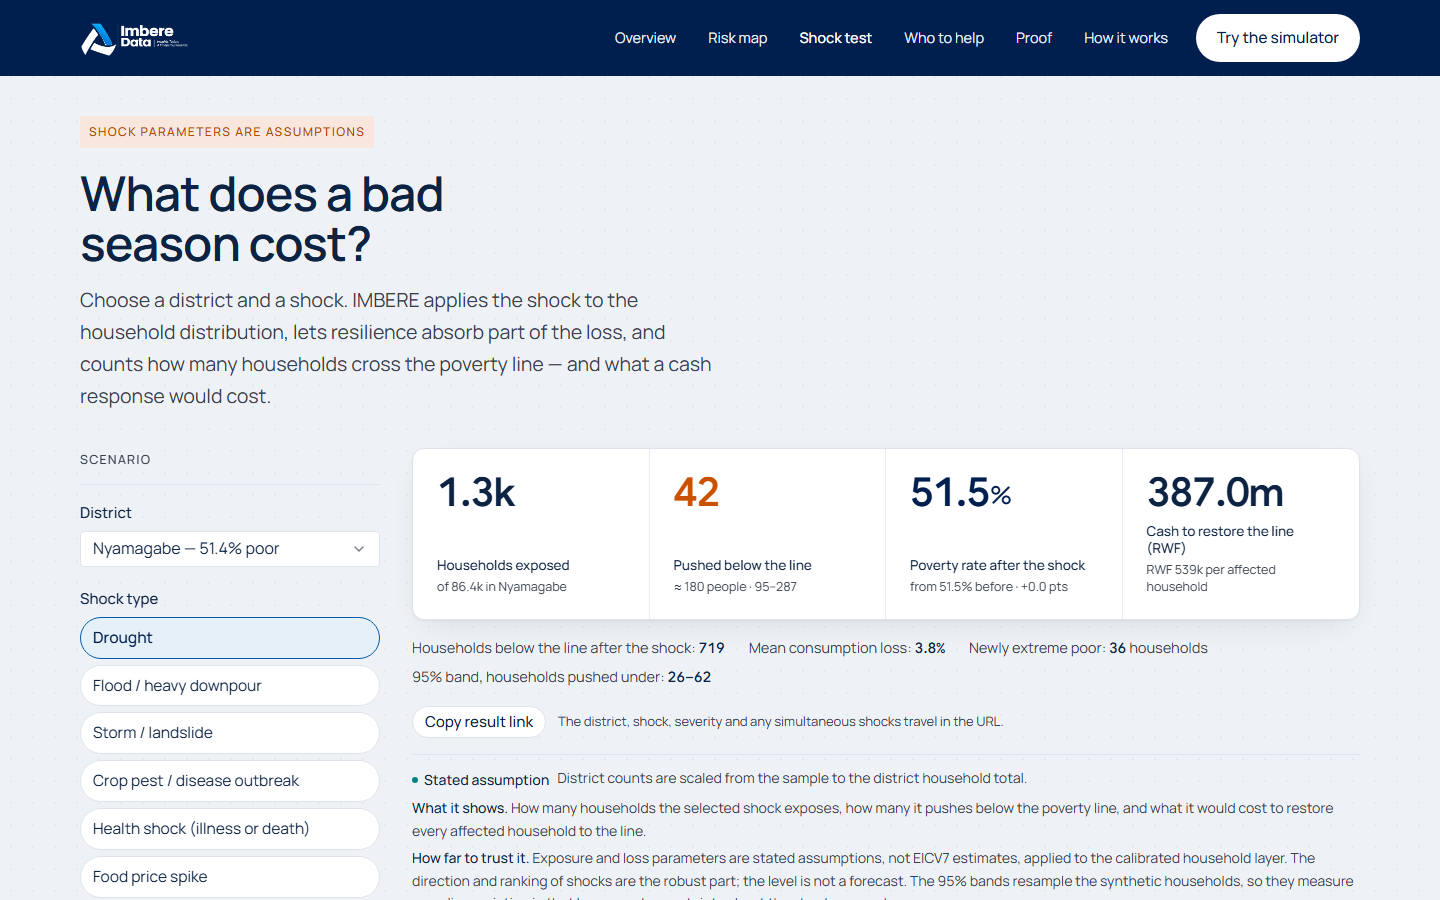 Imbere
Data
Overview
Risk map
Shock test
Who to help
Proof
How it works
Try the simulator
SHOCK PARAMETERS ARE ASSUMPTIONS
What does a bad
season cost?
Choose a district and a shock. IMBERE applies the shock to the
household distribution, lets resilience absorb part of the loss, and
counts how many households cross the poverty line — and what a cash
response would cost.
SCENARIO
District
Nyamagabe — 51.4% poor
Shock type
Drought
Flood / heavy downpour
Storm / landslide
Crop pest / disease outbreak
Health shock (illness or death)
Food price spike
1.3k
Households exposed
of 86.4k in Nyamagabe
42
Pushed below the line
≈ 180 people · 95–287
51.5%
Poverty rate after the shock
from 51.5% before · +0.0 pts
387.0m
Cash to restore the line
(RWF)
RWF 539k per affected
household
Households below the line after the shock: 719
Mean consumption loss: 3.8%
Newly extreme poor: 36 households
95% band, households pushed under: 26–62
Copy result link
The district, shock, severity and any simultaneous shocks travel in the URL.
Stated assumption District counts are scaled from the sample to the district household total.
What it shows. How many households the selected shock exposes, how many it pushes below the poverty line, and what it would cost to restore
every affected household to the line.
How far to trust it. Exposure and loss parameters are stated assumptions, not EICV7 estimates, applied to the calibrated household layer. The
direction and ranking of shocks are the robust part; the level is not a forecast. The 95% bands resample the synthetic households, so they measure